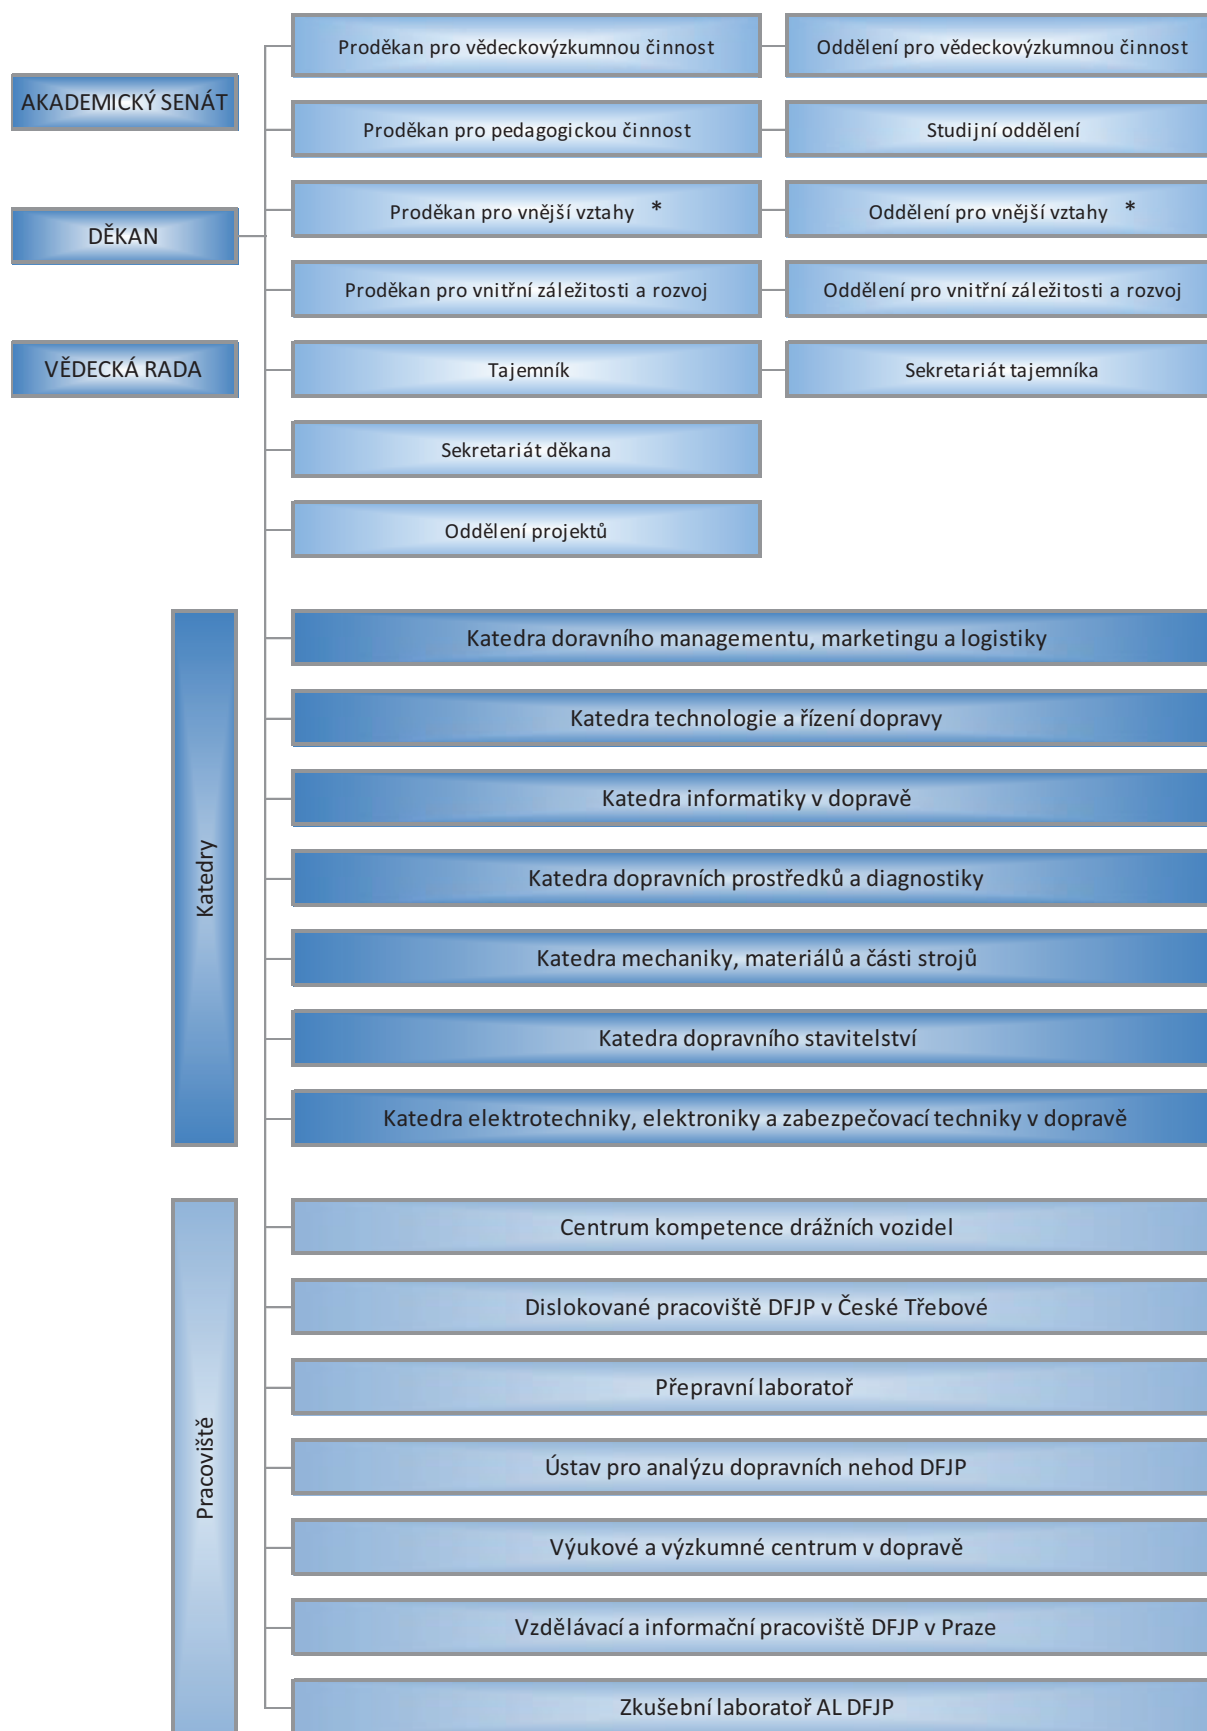 AKADEMICKÝ SENÁT
DĚKAN
VĚDECKÁ RADA
Proděkan pro vědeckovýzkumnou činnost
Oddělení pro vědeckovýzkumnou činnost
Proděkan pro pedagogickou činnost
Studijní oddělení
Proděkan pro vnější vztahy *
Oddělení pro vnější vztahy *
Proděkan pro vnitřní záležitosti a rozvoj
Oddělení pro vnitřní záležitosti a rozvoj
Tajemník
Sekretariát tajemníka
Sekretariát děkana
Oddělení projektů
Katedry
Katedra doravního managementu, marketingu a logistiky
Katedra technologie a řízení dopravy
Katedra informatiky v dopravě
Katedra dopravních prostředků a diagnostiky
Katedra mechaniky, materiálů a části strojů
Katedra dopravního stavitelství
Katedra elektrotechniky, elektroniky a zabezpečovací techniky v dopravě
Pracoviště
Centrum kompetence drážních vozidel
Dislokované pracoviště DFJP v České Třebové
Přepravní laboratoř
Ústav pro analýzu dopravních nehod DFJP
Výukové a výzkumné centrum v dopravě
Vzdělávací a informační pracoviště DFJP v Praze
Zkušební laboratoř AL DFJP